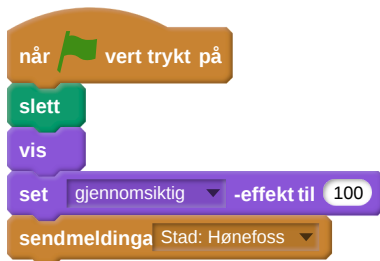 når vert trykt på
slett
vis
set gjennomsiktig -effekt til 100
sendmeldinga Stad: Hønefoss